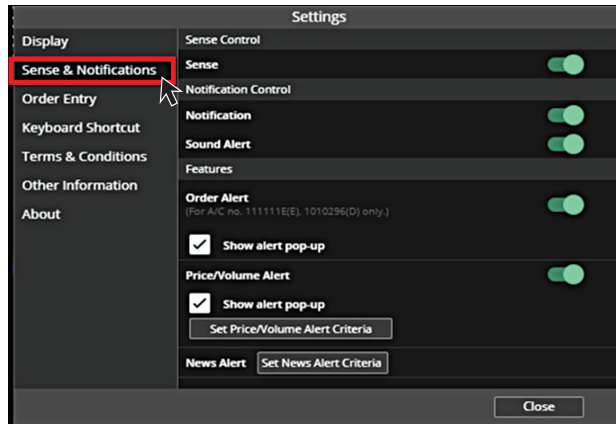 Settings
Display
Sense & Notifications
Order Entry
Keyboard Shortcut
Terms & Conditions
Other Information
About
Sense Control
Sense
Notification Control
Notification
Sound Alert
Features
Order Alert
(For A/C no. 111111E(E), 1010296(D) only.)
Show alert pop-up
Price/Volume Alert
Show alert pop-up
Set Price/Volume Alert Criteria
News Alert Set News Alert Criteria
Close